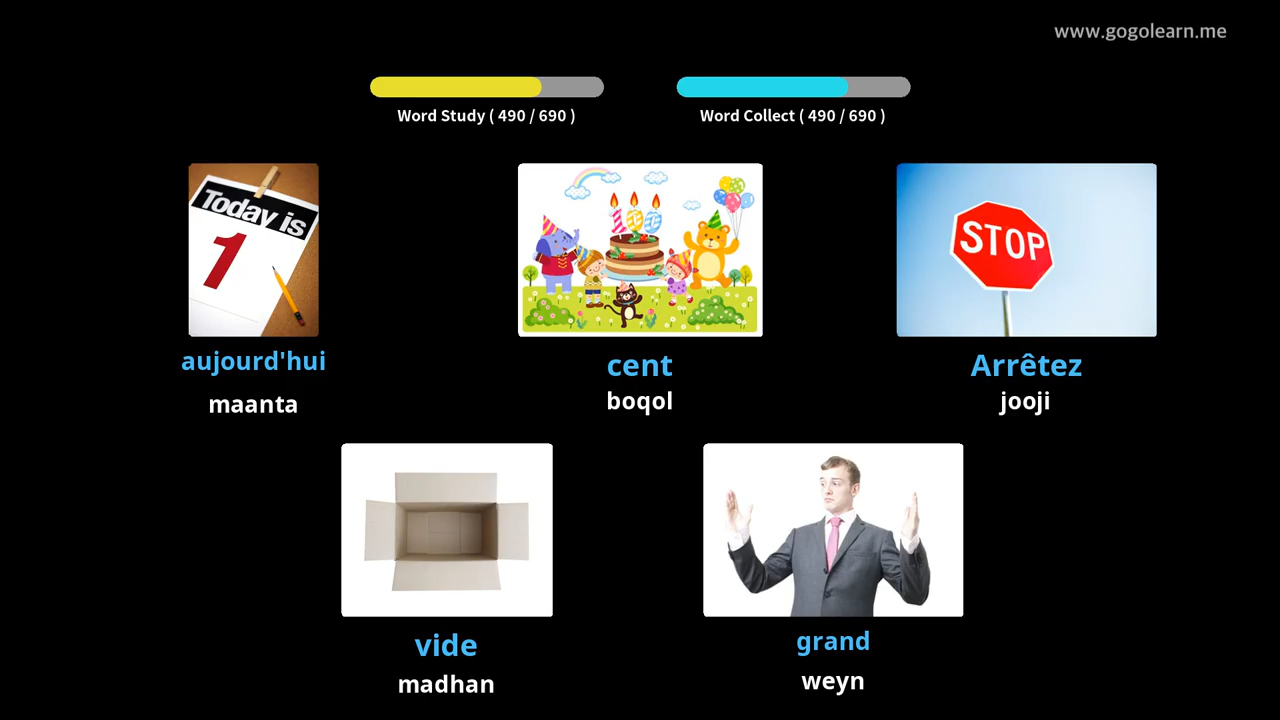 www.gogolearn.me
Word Study ( 490 / 690 )
Word Collect ( 490 / 690 )
Today is
1
100
STOP
aujourd'hui
cent
Arrêtez
maanta
boqol
jooji
vide
grand
madhan
weyn